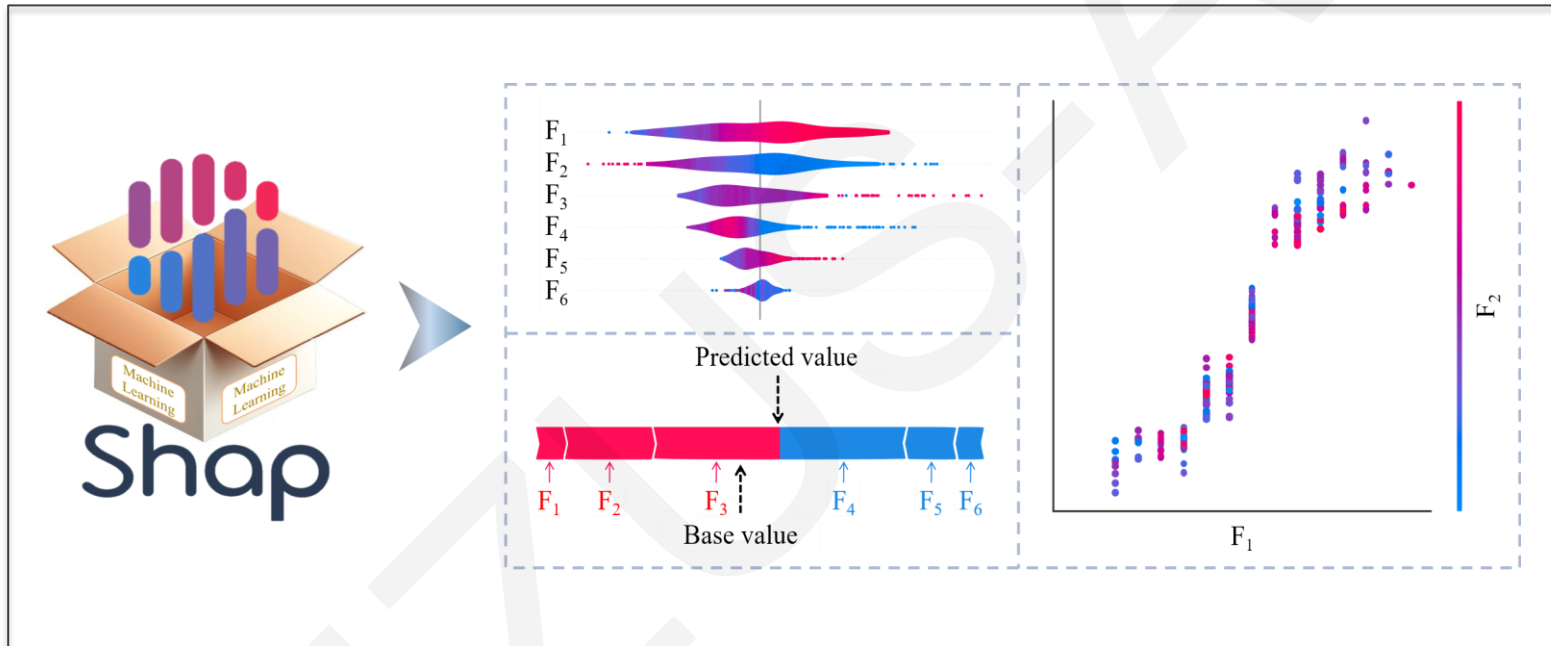 F1
F2
F3
F4
F5
F6
Machine
Learning
Machine
Learning
Shap
Predicted value
F1
F2
F3
F4
F5
F6
Base value
F1
F2
ZUS-A